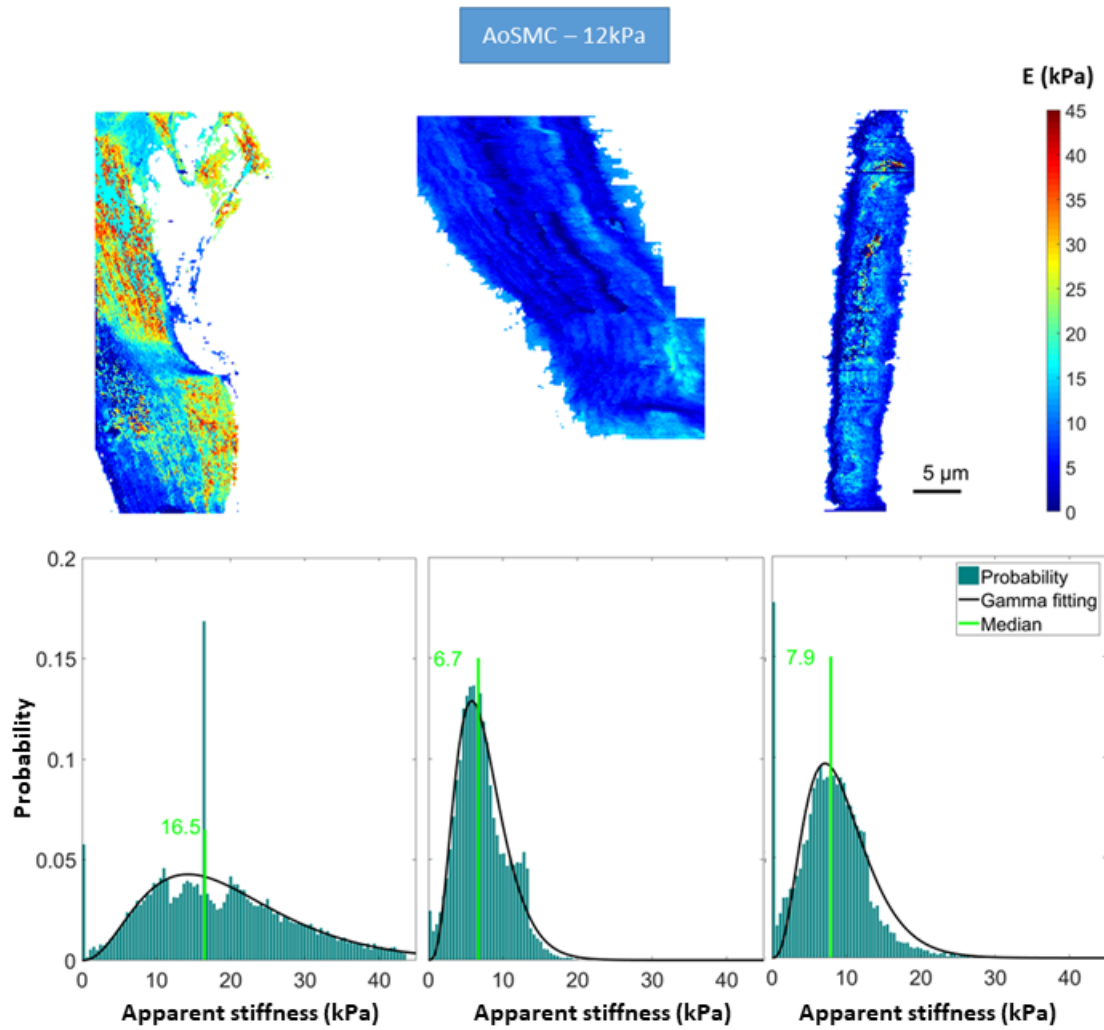 AoSMC – 12kPa
E (kPa)
45
40
35
30
25
20
15
10
5
0
5 µm
0.2
0.15
0.1
0.05
0
Probability
16.5
6.7
7.9
Probability
Gamma fitting
Median
0 10 20 30 40
0 10 20 30 40
0 10 20 30 40
Apparent stiffness (kPa)
Apparent stiffness (kPa)
Apparent stiffness (kPa)